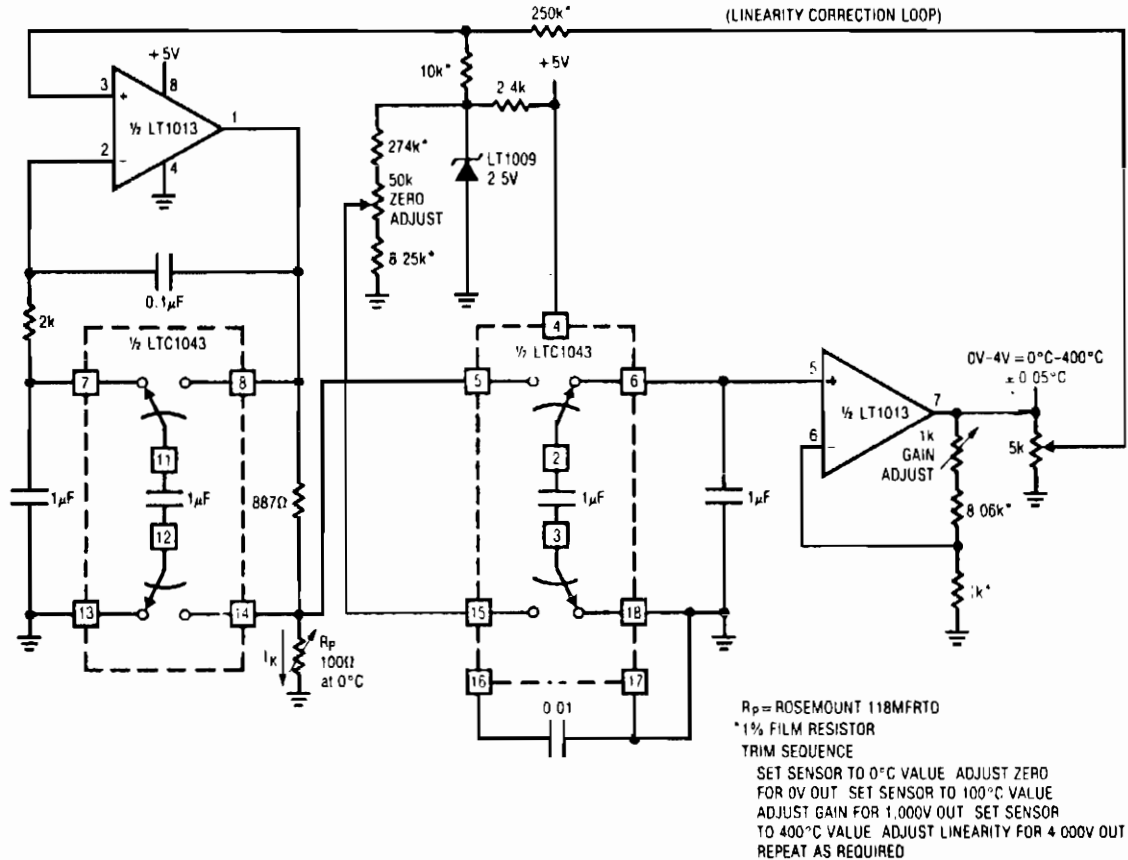 250k*
(LINEARITY CORRECTION LOOP)
+5V
10k*
+5V
3
+
8
2 4k
½ LT1013
1
2
−
4
274k*
LT1009
2 5V
50k
ZERO
ADJUST
8 25k*
0.1µF
2k
½ LTC1043
7
8
11
1µF
1µF
12
887Ω
13
14
I_K
R_P
100Ω
at 0°C
4
½ LTC1043
5
6
2
1µF
3
1µF
15
18
16
17
0 01
5
+
½ LT1013
7
6
−
0V-4V = 0°C-400°C
± 0 05°C
1k
GAIN
ADJUST
5k
8 06k*
1k*
Rp = ROSEMOUNT 118MFRTD
*1% FILM RESISTOR
TRIM SEQUENCE
SET SENSOR TO 0°C VALUE ADJUST ZERO
FOR 0V OUT SET SENSOR TO 100°C VALUE
ADJUST GAIN FOR 1,000V OUT SET SENSOR
TO 400°C VALUE ADJUST LINEARITY FOR 4 000V OUT
REPEAT AS REQUIRED